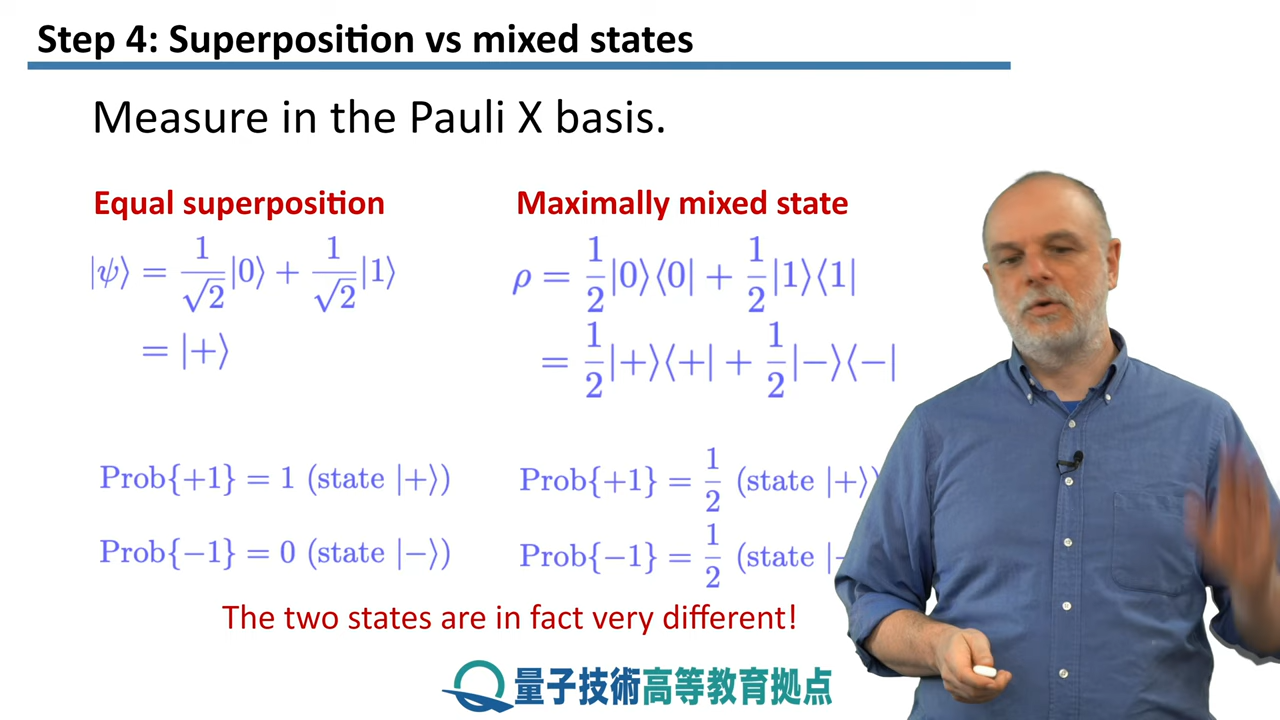 Step 4: Superposition vs mixed states
Measure in the Pauli X basis.
Equal superposition
|ψ⟩ = 1/√2 |0⟩ + 1/√2 |1⟩
= |+⟩
Prob{+1} = 1 (state |+⟩)
Prob{−1} = 0 (state |−⟩)
Maximally mixed state
ρ = 1/2 |0⟩⟨0| + 1/2 |1⟩⟨1|
= 1/2 |+⟩⟨+| + 1/2 |−⟩⟨−|
Prob{+1} = 1/2 (state |+⟩)
Prob{−1} = 1/2 (state |
The two states are in fact very different!
量子技術高等教育拠点